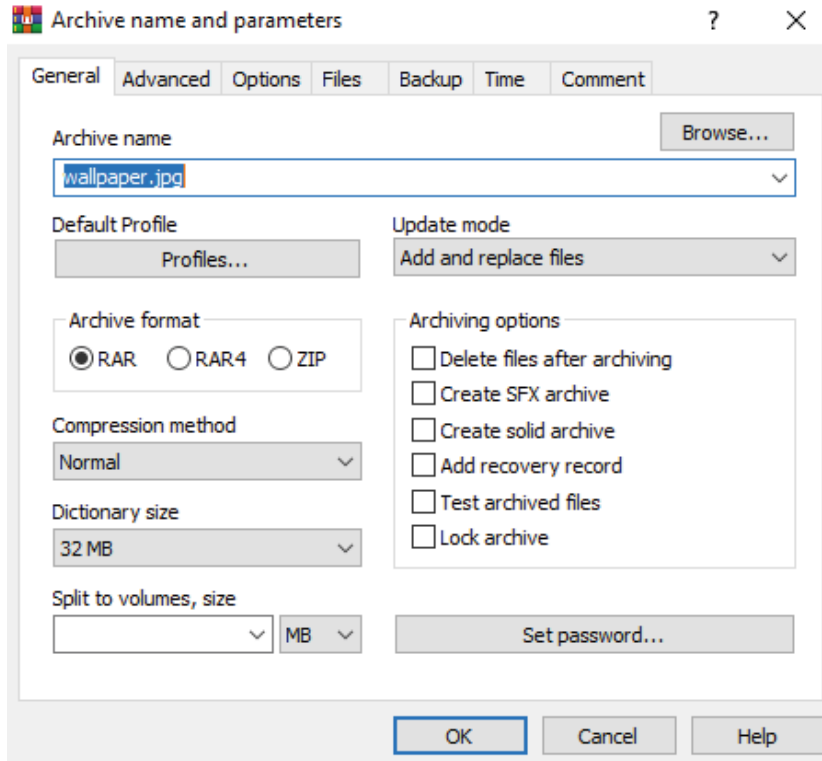 Archive name and parameters
?
General Advanced Options Files Backup Time Comment
Archive name
Browse...
wallpaper.jpg
Default Profile
Update mode
Profiles...
Add and replace files
Archive format
RAR RAR4 ZIP
Archiving options
Delete files after archiving
Create SFX archive
Create solid archive
Add recovery record
Test archived files
Lock archive
Compression method
Normal
Dictionary size
32 MB
Split to volumes, size
MB
Set password...
OK Cancel Help